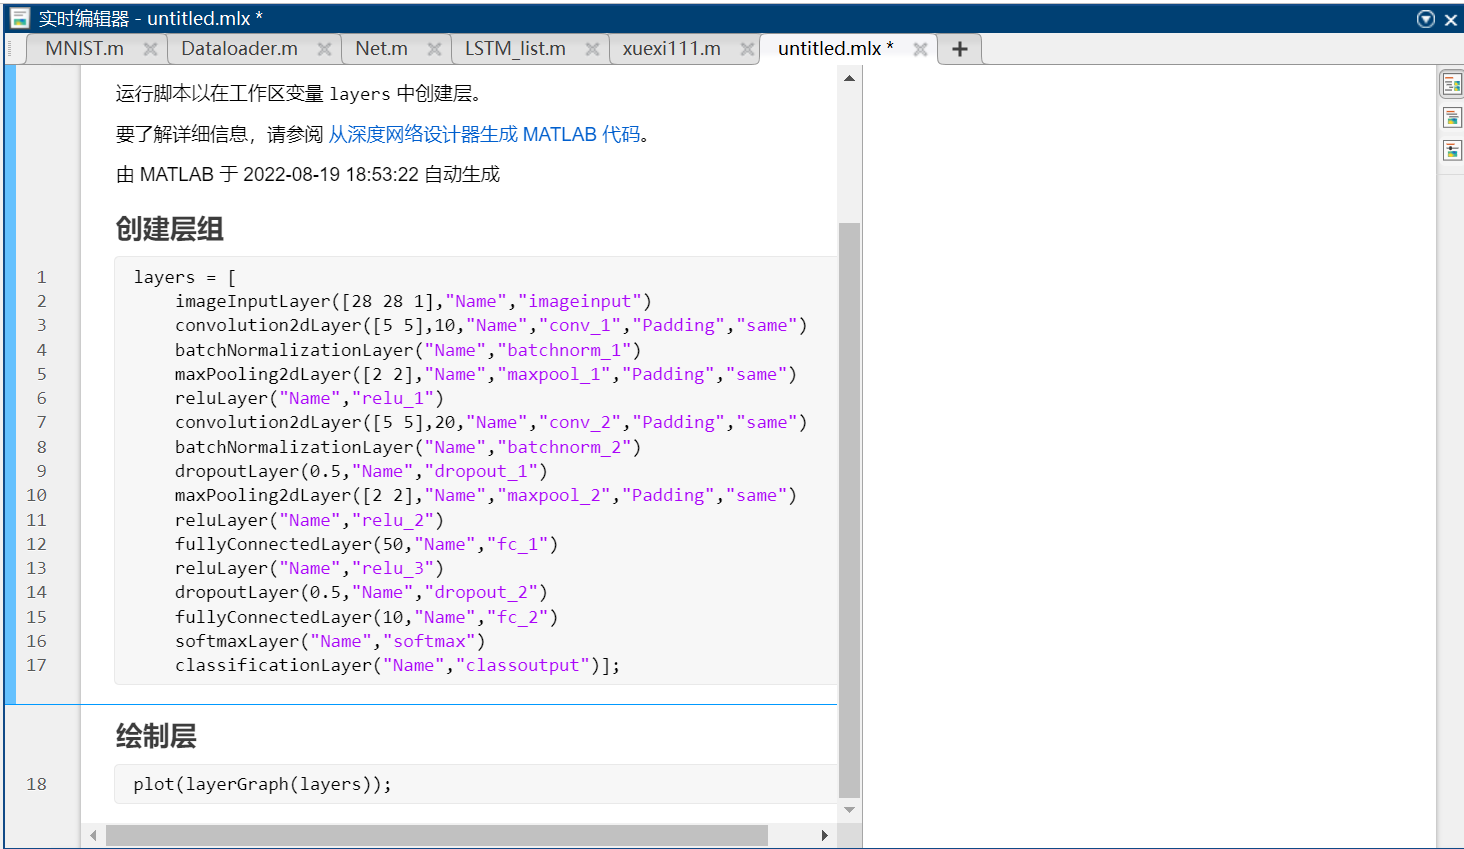 实时编辑器 - untitled.mlx *
MNIST.m Dataloader.m Net.m LSTM_list.m xuexi111.m untitled.mlx *
运行脚本以在工作区变量 layers 中创建层。
要了解详细信息，请参阅 从深度网络设计器生成 MATLAB 代码。
由 MATLAB 于 2022-08-19 18:53:22 自动生成
创建层组
1 layers = [
2 imageInputLayer([28 28 1],"Name","imageinput")
3 convolution2dLayer([5 5],10,"Name","conv_1","Padding","same")
4 batchNormalizationLayer("Name","batchnorm_1")
5 maxPooling2dLayer([2 2],"Name","maxpool_1","Padding","same")
6 reluLayer("Name","relu_1")
7 convolution2dLayer([5 5],20,"Name","conv_2","Padding","same")
8 batchNormalizationLayer("Name","batchnorm_2")
9 dropoutLayer(0.5,"Name","dropout_1")
10 maxPooling2dLayer([2 2],"Name","maxpool_2","Padding","same")
11 reluLayer("Name","relu_2")
12 fullyConnectedLayer(50,"Name","fc_1")
13 reluLayer("Name","relu_3")
14 dropoutLayer(0.5,"Name","dropout_2")
15 fullyConnectedLayer(10,"Name","fc_2")
16 softmaxLayer("Name","softmax")
17 classificationLayer("Name","classoutput")];
绘制层
18 plot(layerGraph(layers));